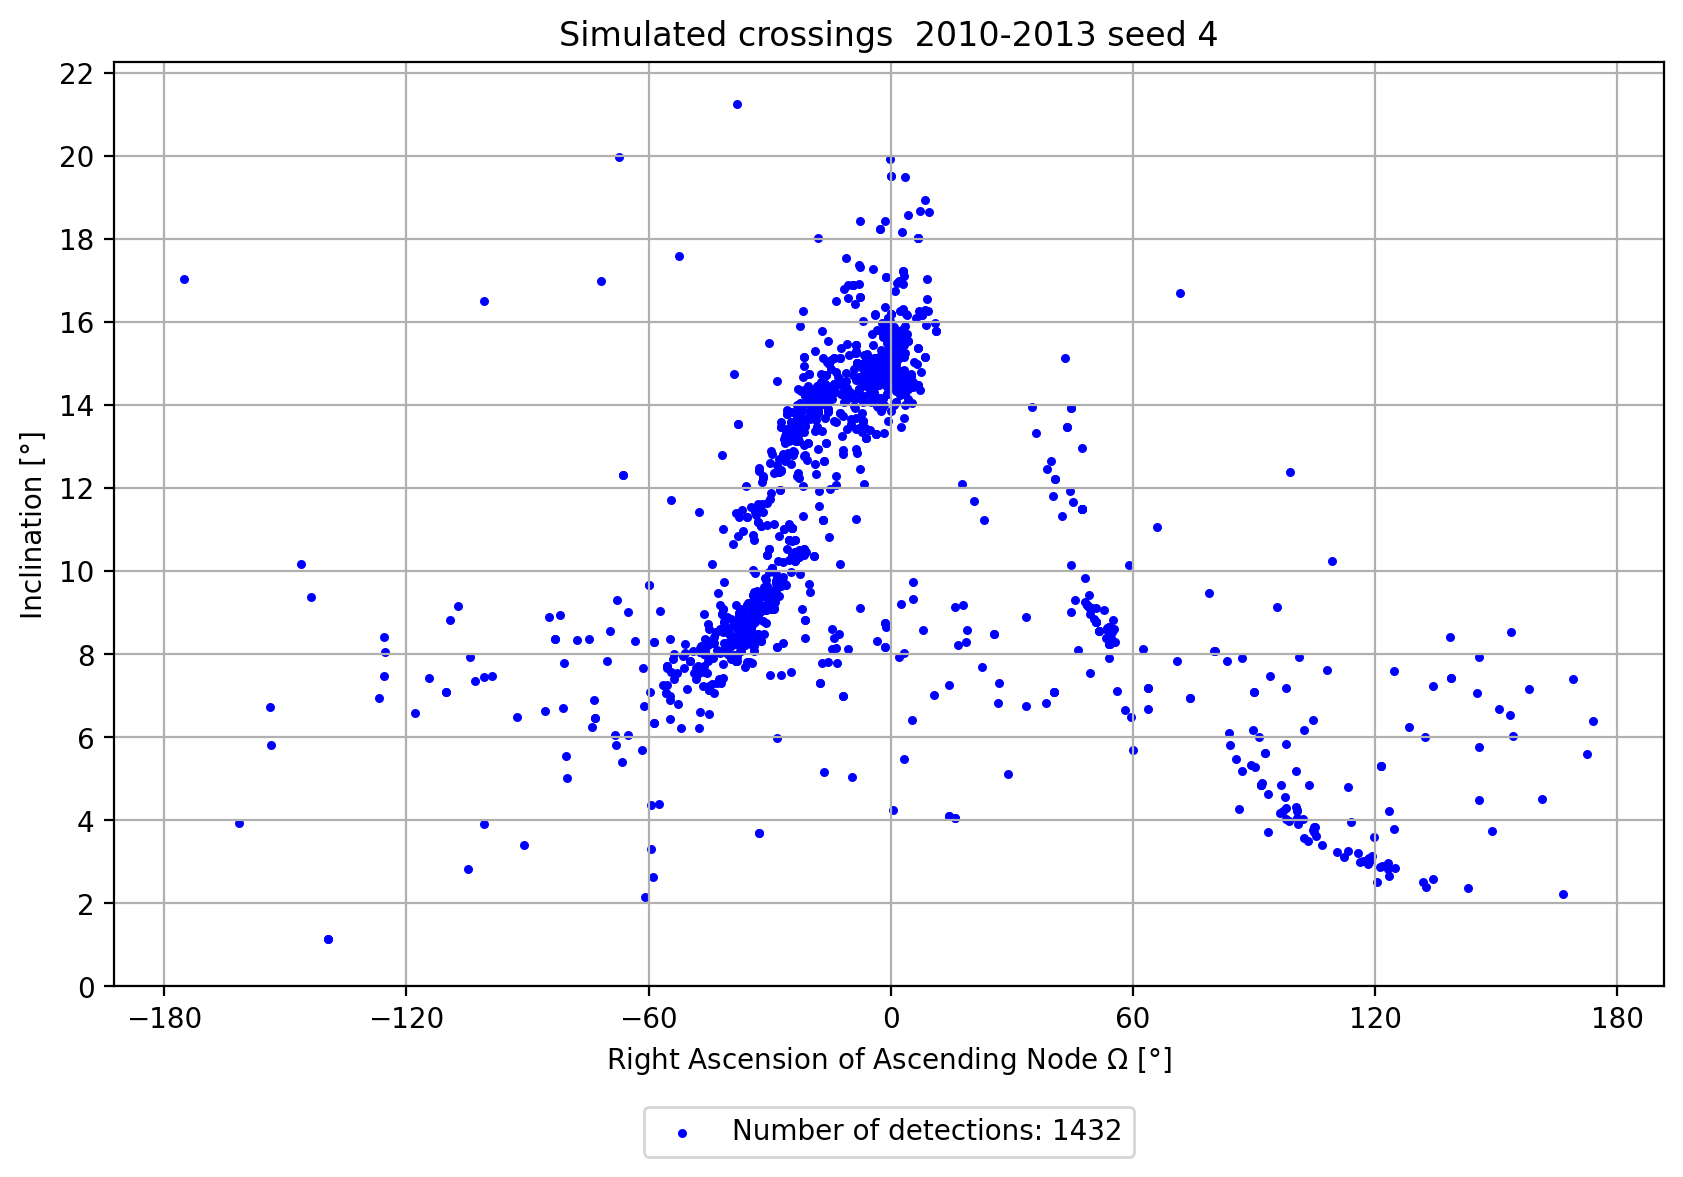 Simulated crossings  2010-2013 seed 4
22
20
18
16
14
12
10
8
6
4
2
0
Inclination [°]
−180 −120 −60 0 60 120 180
Right Ascension of Ascending Node Ω [°]
Number of detections: 1432